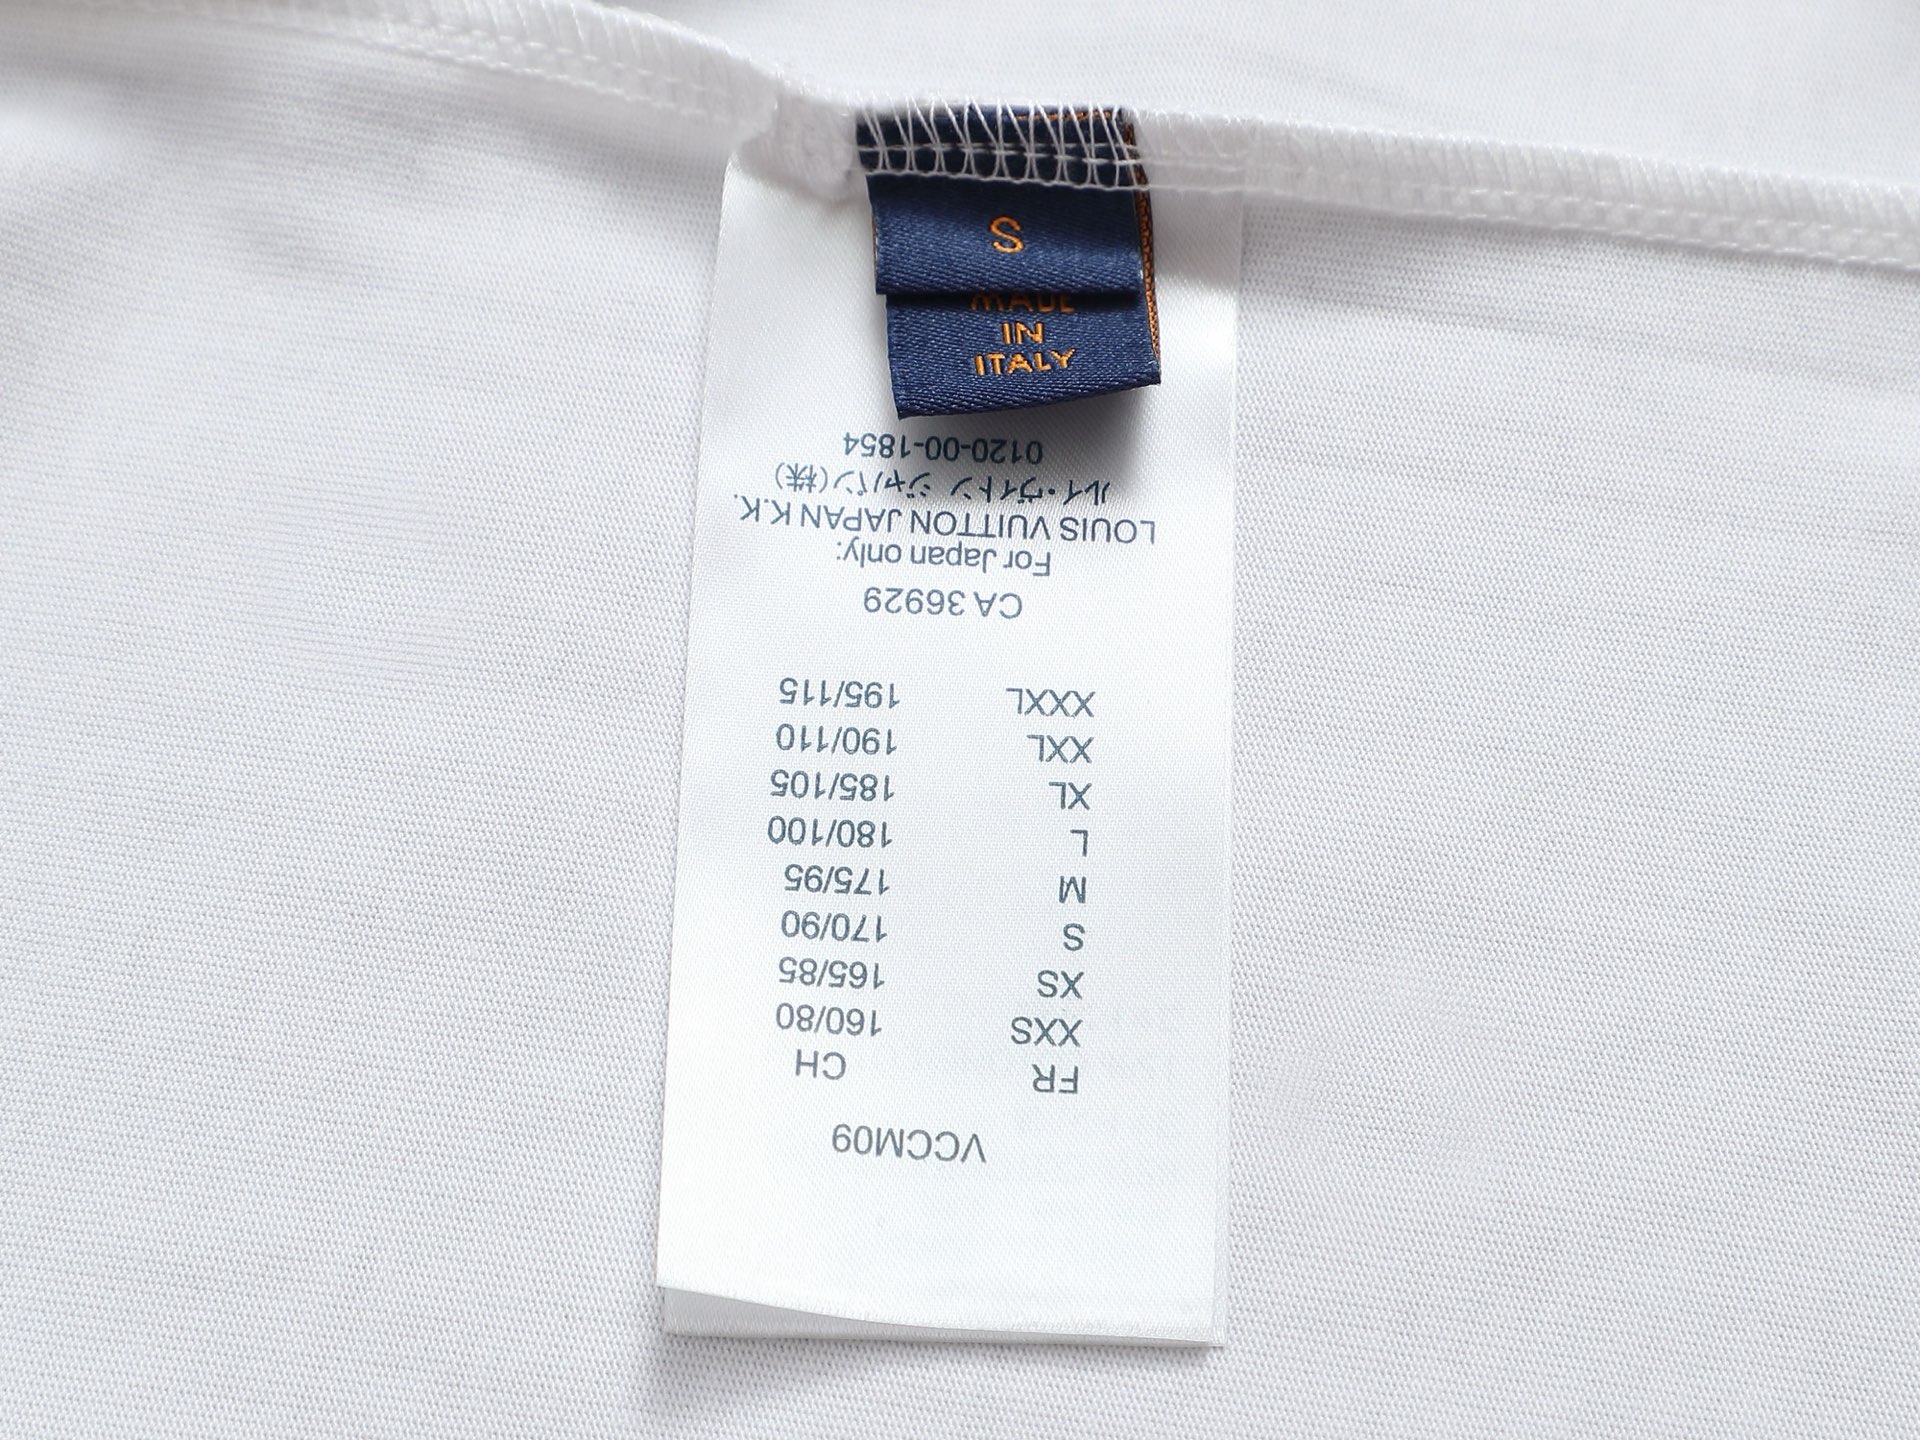 S
MADE
IN
ITALY
VCCM09
FR CH
XXS 160/80
XS 165/85
S 170/90
M 175/95
L 180/100
XL 185/105
XXL 190/110
XXXL 195/115
CA 36929
For Japan only:
LOUIS VUITTON JAPAN K.K.
ルイ・ヴィトン ジャパン(株)
0120-00-1854